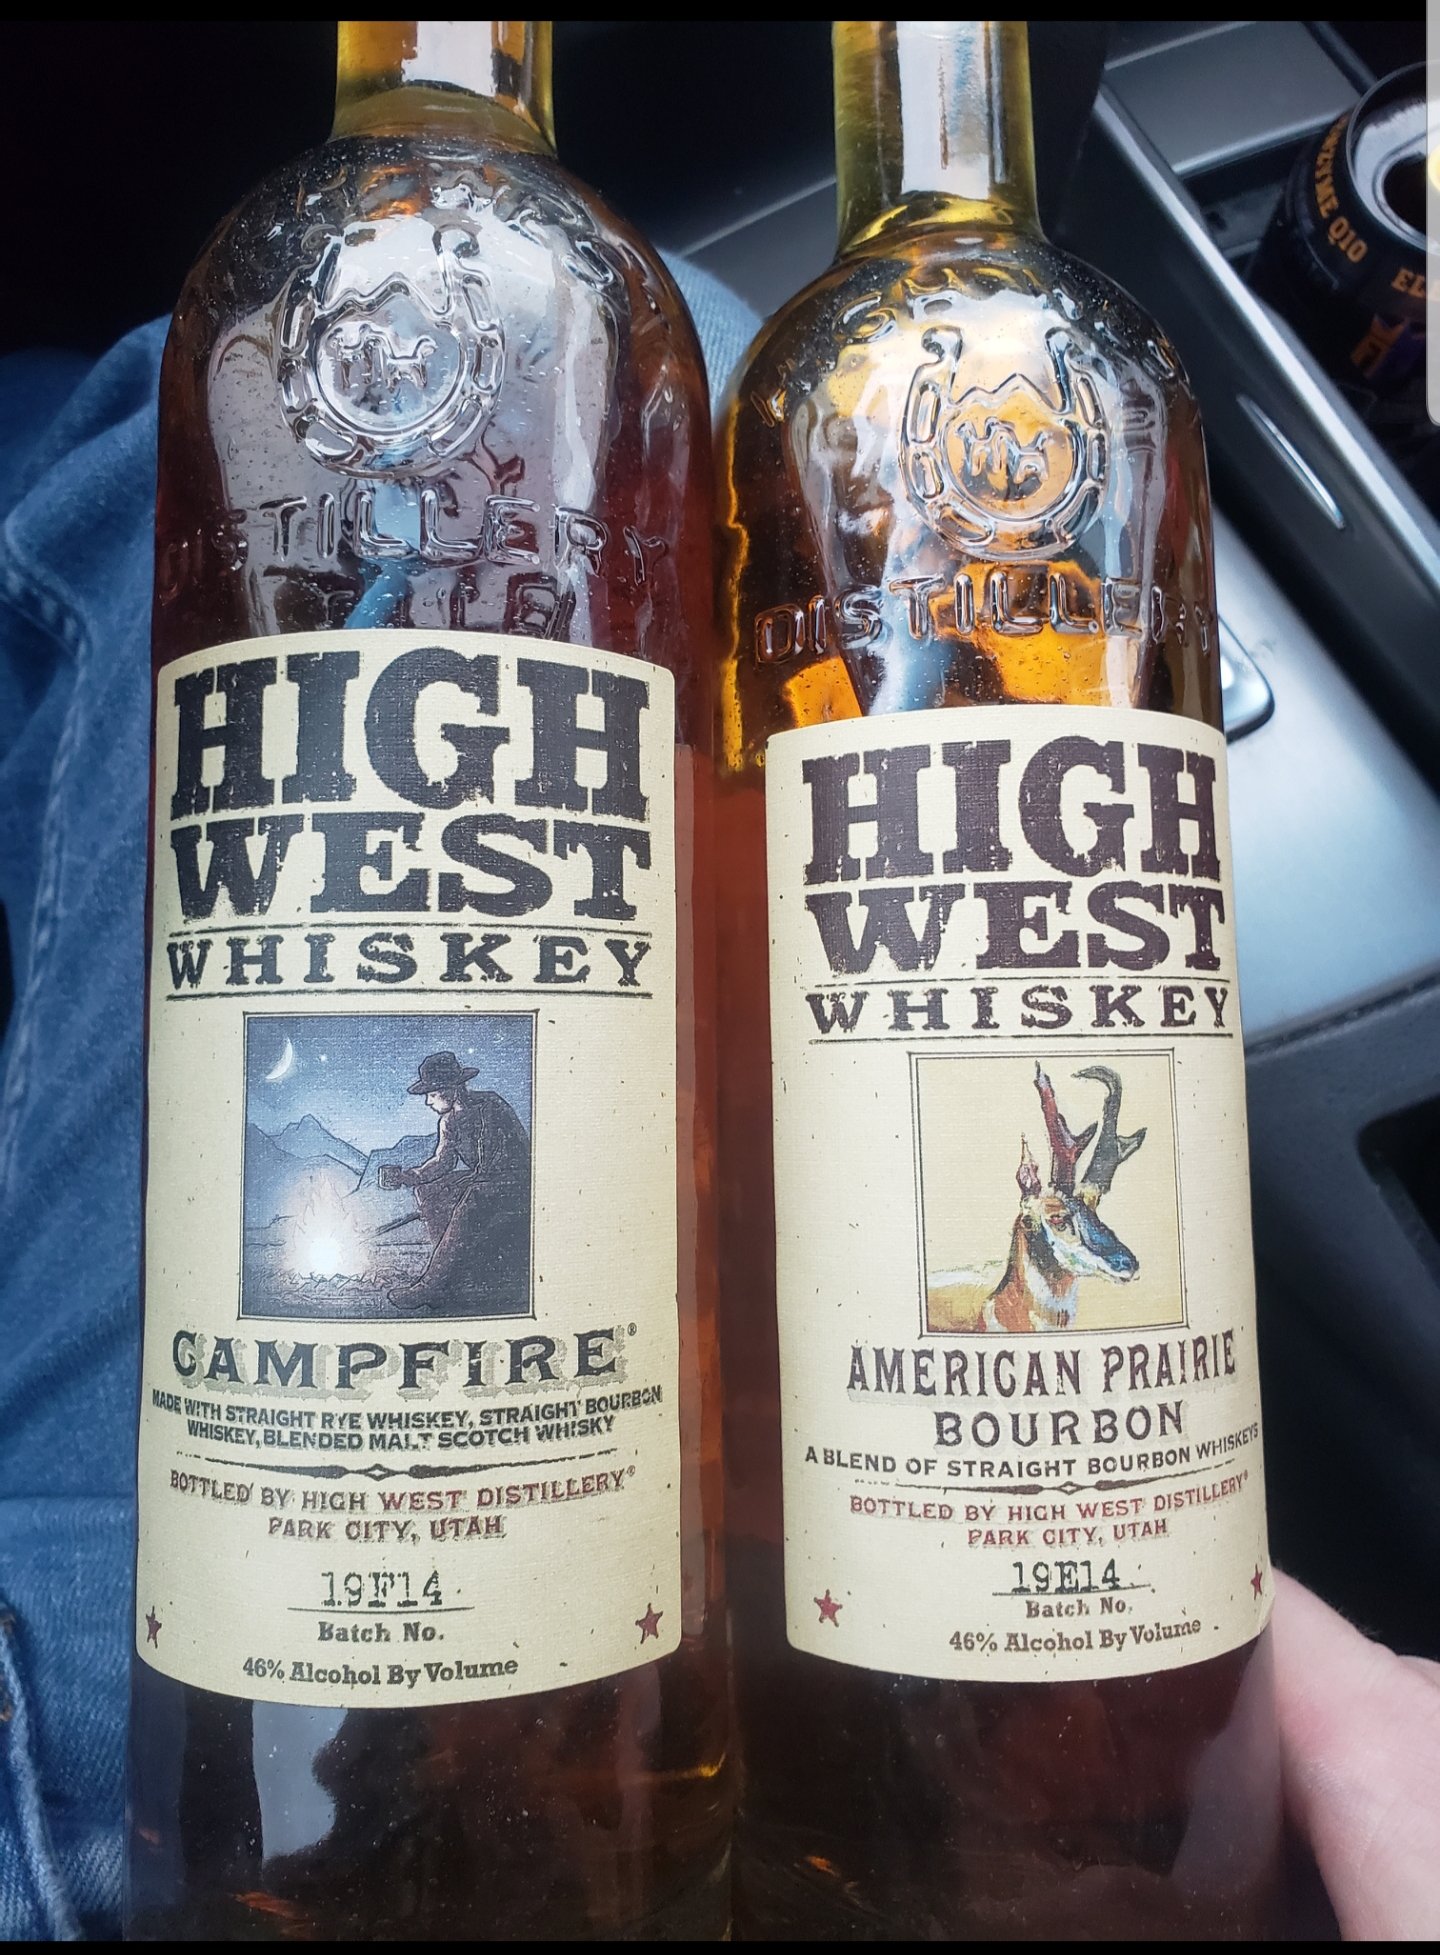 DISTILLERY
HIGH
WEST
WHISKEY
CAMPFIRE®
MADE WITH STRAIGHT RYE WHISKEY, STRAIGHT BOURBON
WHISKEY, BLENDED MALT SCOTCH WHISKY
BOTTLED BY HIGH WEST DISTILLERY®
PARK CITY, UTAH
19F14
Batch No.
46% Alcohol By Volume
DISTILLERY
HIGH
WEST
WHISKEY
AMERICAN PRAIRIE
BOURBON
A BLEND OF STRAIGHT BOURBON WHISKEYS
BOTTLED BY HIGH WEST DISTILLERY®
PARK CITY, UTAH
19E14
Batch No.
46% Alcohol By Volume
Q10